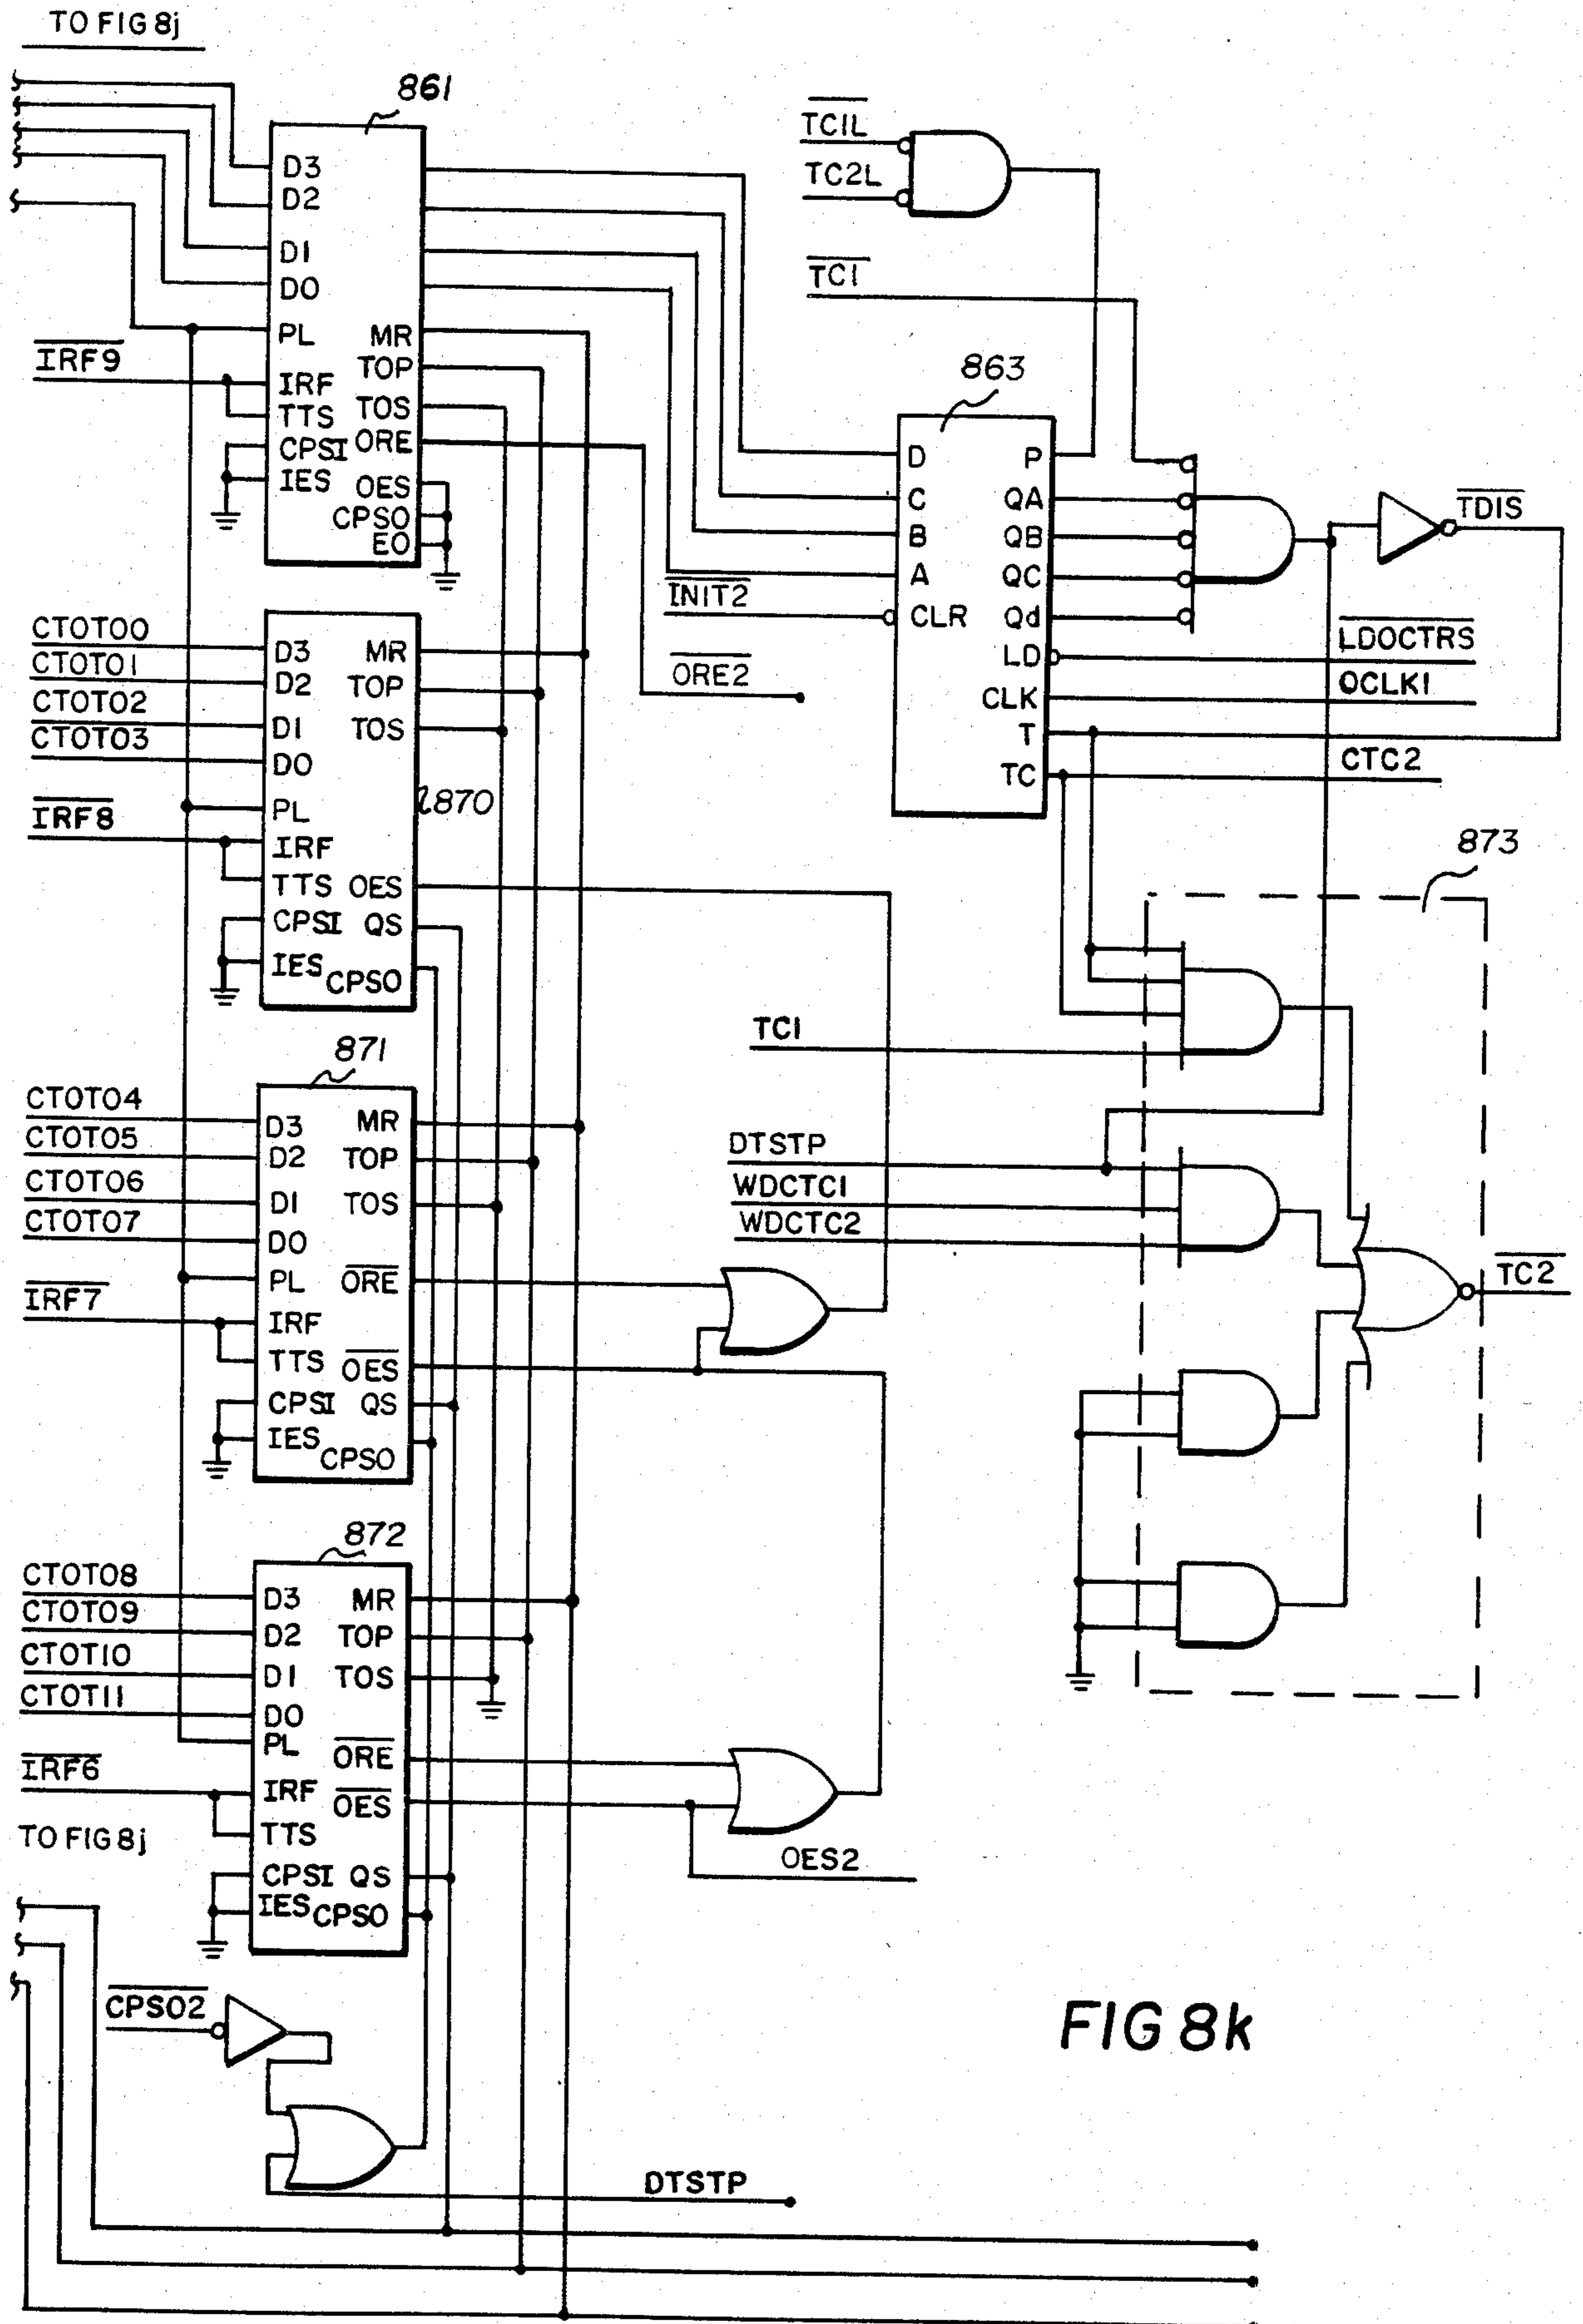 TO FIG 8j
861
D3
D2
D1
DO
PL
MR
IRF9
IRF
TOP
TTS
TOS
CPSI
ORE
IES
OES
CPSO
EO
TC1L
TC2L
TC1
863
D
P
C
QA
B
QB
A
QC
INIT2
CLR
Qd
LD
CLK
T
TC
TDIS
LDOCTRS
OCLK1
CTC2
ORE2
CTOT00
CTOT01
CTOT02
CTOT03
D3
MR
D2
TOP
D1
TOS
DO
PL
870
IRF8
IRF
TTS
OES
CPSI
QS
IES
CPSO
873
TC1
DTSTP
WDCTC1
WDCTC2
TC2
871
CTOT04
CTOT05
CTOT06
CTOT07
D3
MR
D2
TOP
D1
TOS
DO
PL
ORE
IRF7
IRF
TTS
OES
CPSI
QS
IES
CPSO
872
CTOT08
CTOT09
CTOT10
CTOT11
D3
MR
D2
TOP
D1
TOS
DO
PL
ORE
IRF6
IRF
OES
TTS
TO FIG 8j
CPSI
QS
IES
CPSO
OES2
CPSO2
DTSTP
FIG 8k